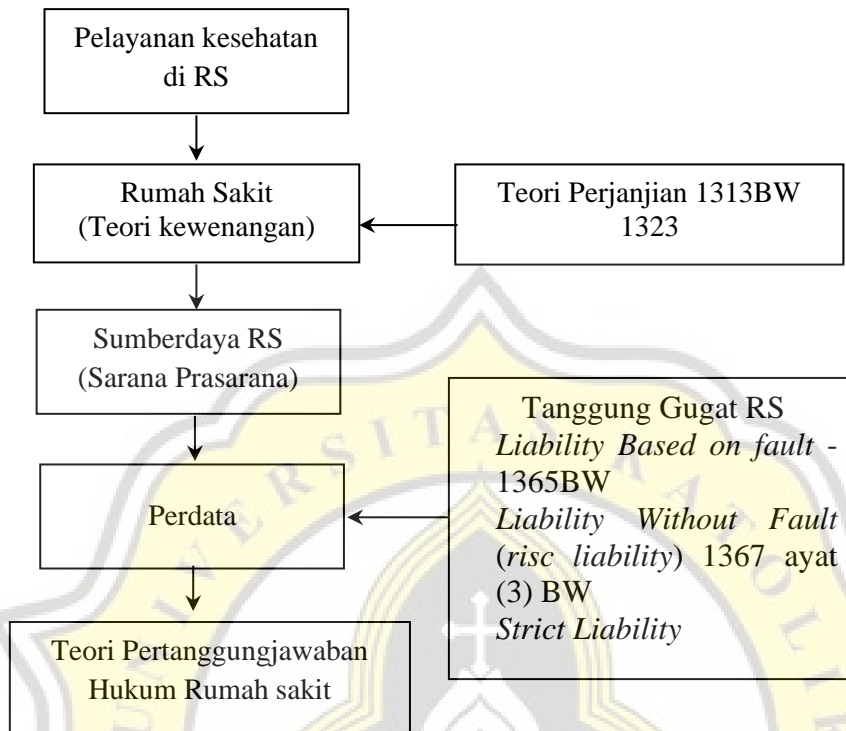 Pelayanan kesehatan
di RS
Rumah Sakit
(Teori kewenangan)
Teori Perjanjian 1313BW
1323
Sumberdaya RS
(Sarana Prasarana)
Tanggung Gugat RS
Liability Based on fault -
1365BW
Liability Without Fault
(risc liability) 1367 ayat
(3) BW
Strict Liability
Perdata
Teori Pertanggungjawaban
Hukum Rumah sakit
UNIVERSITAS KATOLIK